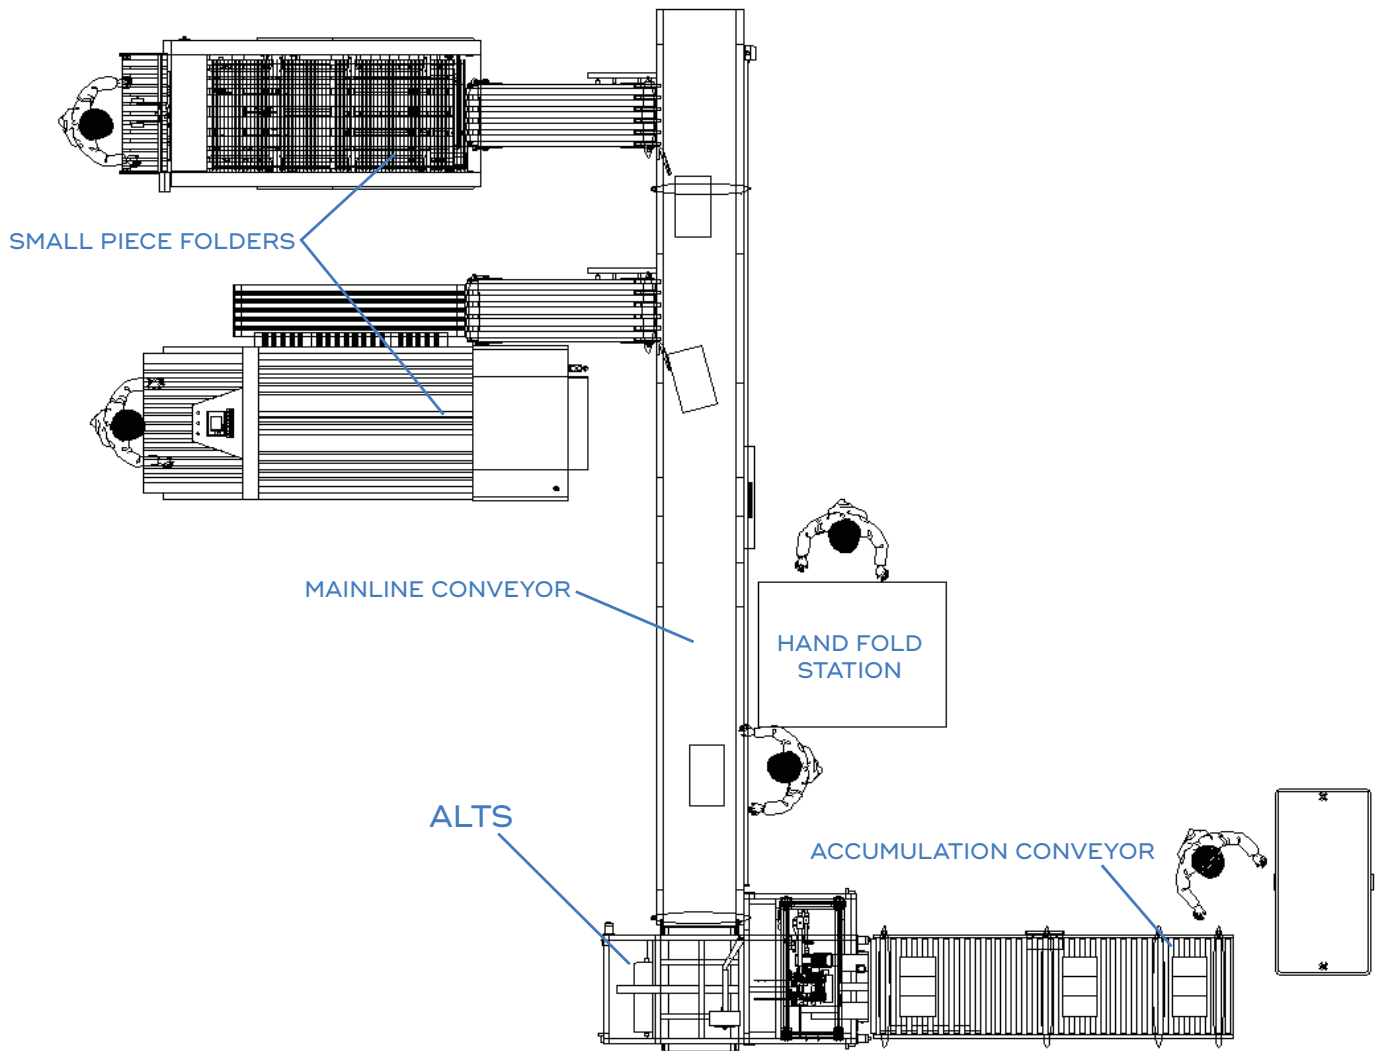 SMALL PIECE FOLDERS
MAINLINE CONVEYOR
HAND FOLD
STATION
ALTS
ACCUMULATION CONVEYOR